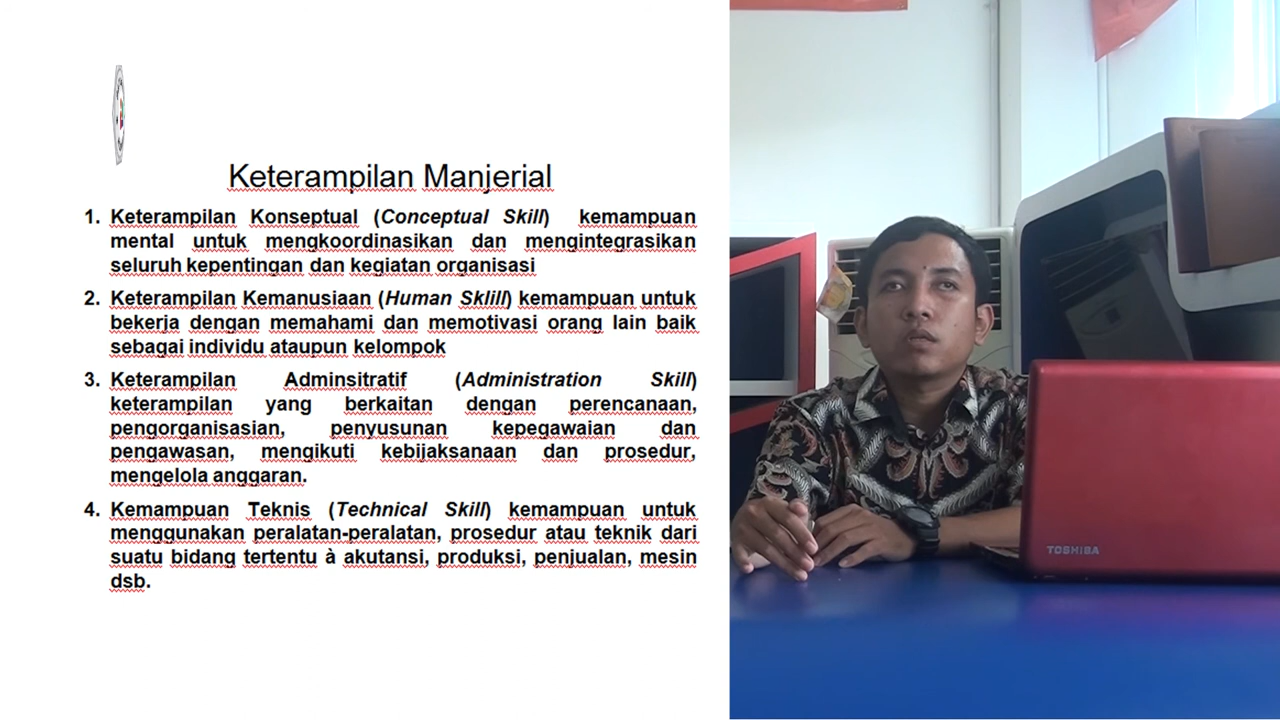 Keterampilan Manjerial
1. Keterampilan Konseptual (Conceptual Skill) kemampuan
mental untuk mengkoordinasikan dan mengintegrasikan
seluruh kepentingan dan kegiatan organisasi
2. Keterampilan Kemanusiaan (Human Sklill) kemampuan untuk
bekerja dengan memahami dan memotivasi orang lain baik
sebagai individu ataupun kelompok
3. Keterampilan Adminsitratif (Administration Skill)
keterampilan yang berkaitan dengan perencanaan,
pengorganisasian, penyusunan kepegawaian dan
pengawasan, mengikuti kebijaksanaan dan prosedur,
mengelola anggaran.
4. Kemampuan Teknis (Technical Skill) kemampuan untuk
menggunakan peralatan-peralatan, prosedur atau teknik dari
suatu bidang tertentu à akutansi, produksi, penjualan, mesin
dsb.
TOSHIBA